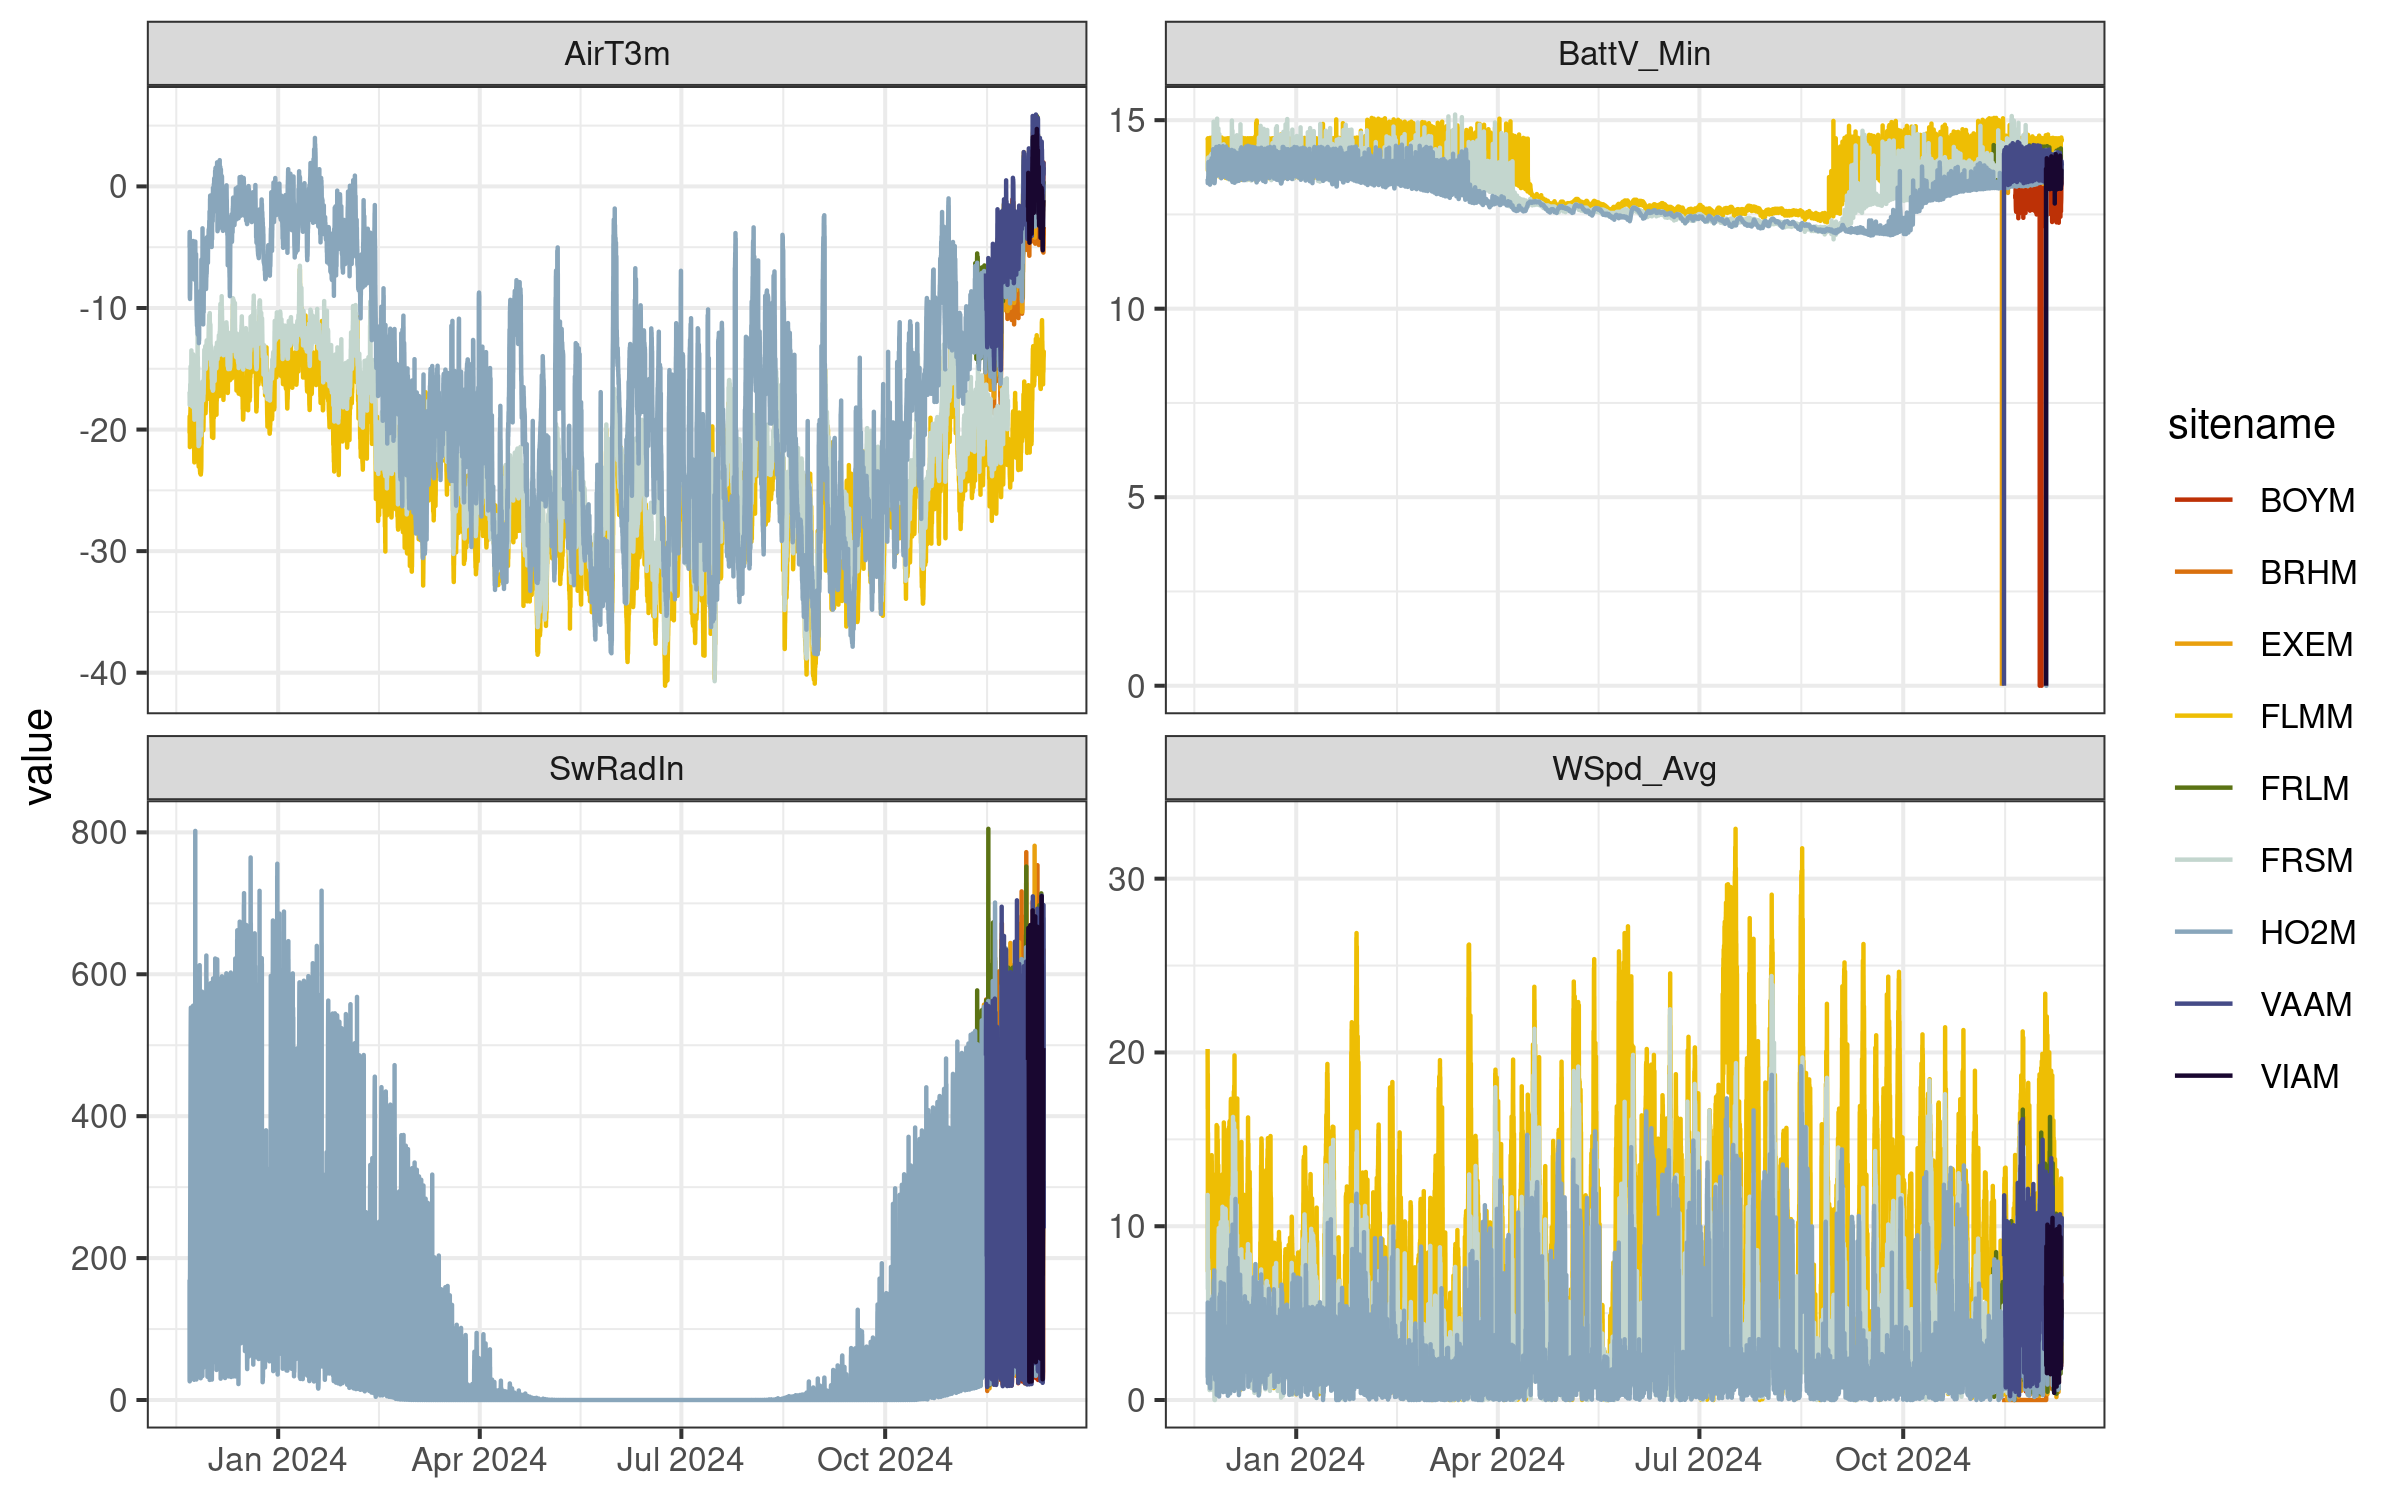 AirT3m
BattV_Min
0
-10
-20
-30
-40
15
10
5
0
value
SwRadIn
WSpd_Avg
800
600
400
200
0
30
20
10
0
Jan 2024 Apr 2024 Jul 2024 Oct 2024
Jan 2024 Apr 2024 Jul 2024 Oct 2024
sitename
BOYM
BRHM
EXEM
FLMM
FRLM
FRSM
HO2M
VAAM
VIAM